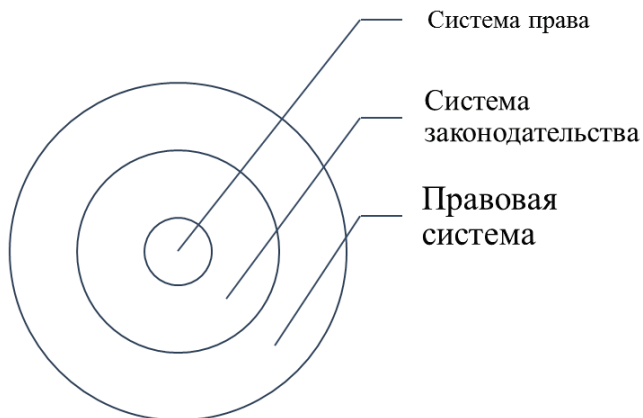 Система права
Система
законодательства
Правовая
система